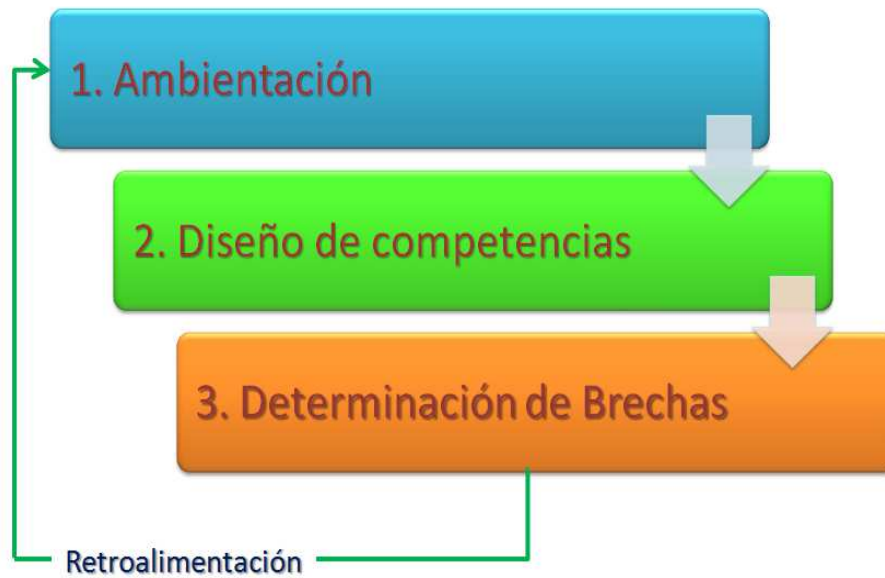 1. Ambientación
2. Diseño de competencias
3. Determinación de Brechas
Retroalimentación